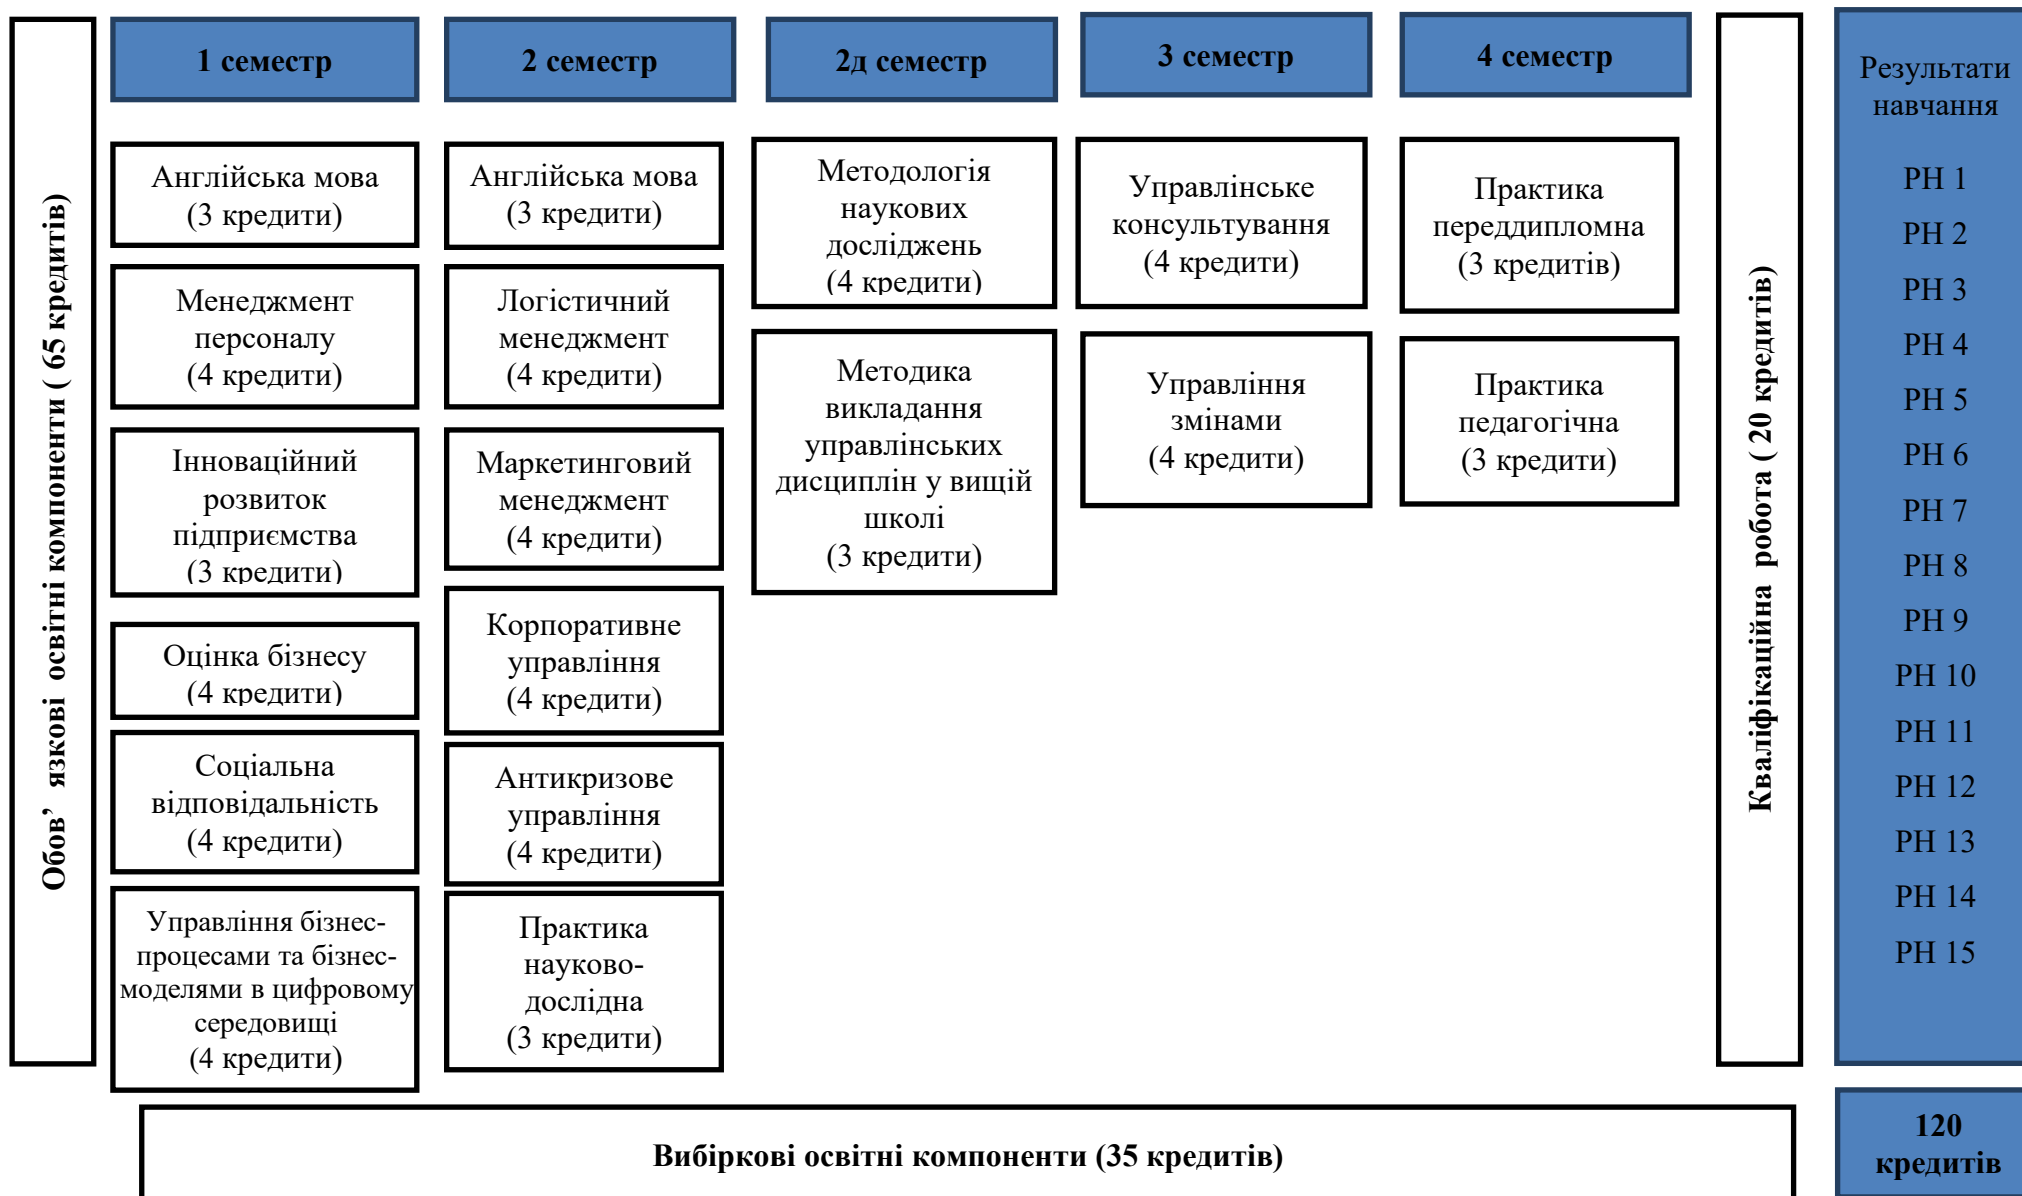 Обов’ язкові освітні компоненти ( 65 кредитів)
1 семестр
Англійська мова
(3 кредити)
Менеджмент
персоналу
(4 кредити)
Інноваційний
розвиток
підприємства
(3 кредити)
Оцінка бізнесу
(4 кредити)
Соціальна
відповідальність
(4 кредити)
Управління бізнес-
процесами та бізнес-
моделями в цифровому
середовищі
(4 кредити)
2 семестр
Англійська мова
(3 кредити)
Логістичний
менеджмент
(4 кредити)
Маркетинговий
менеджмент
(4 кредити)
Корпоративне
управління
(4 кредити)
Антикризове
управління
(4 кредити)
Практика
науково-
дослідна
(3 кредити)
2д семестр
Методологія
наукових
досліджень
(4 кредити)
Методика
викладання
управлінських
дисциплін у вищій
школі
(3 кредити)
3 семестр
Управлінське
консультування
(4 кредити)
Управління
змінами
(4 кредити)
4 семестр
Практика
переддипломна
(3 кредитів)
Практика
педагогічна
(3 кредити)
Кваліфікаційна робота ( 20 кредитів)
Результати
навчання
РН 1
РН 2
РН 3
РН 4
РН 5
РН 6
РН 7
РН 8
РН 9
РН 10
РН 11
РН 12
РН 13
РН 14
РН 15
Вибіркові освітні компоненти (35 кредитів)
120
кредитів